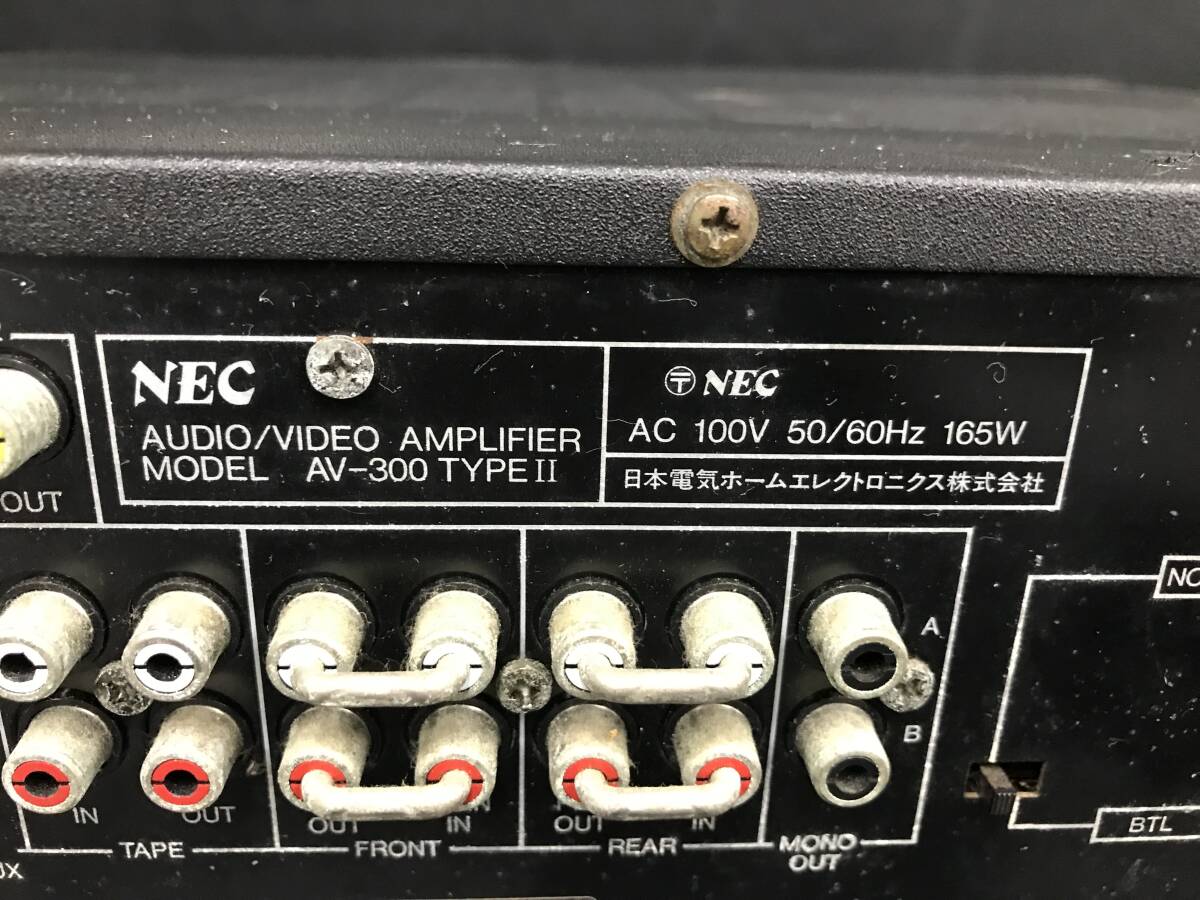 NEC
AUDIO/VIDEO AMPLIFIER
MODEL AV-300 TYPE II
〒 NEC
AC 100V 50/60Hz 165W
日本電気ホームエレクトロニクス株式会社
OUT
A
B
IN
OUT
OUT
IN
OUT
IN
TAPE
FRONT
REAR
MONO
OUT
BTL